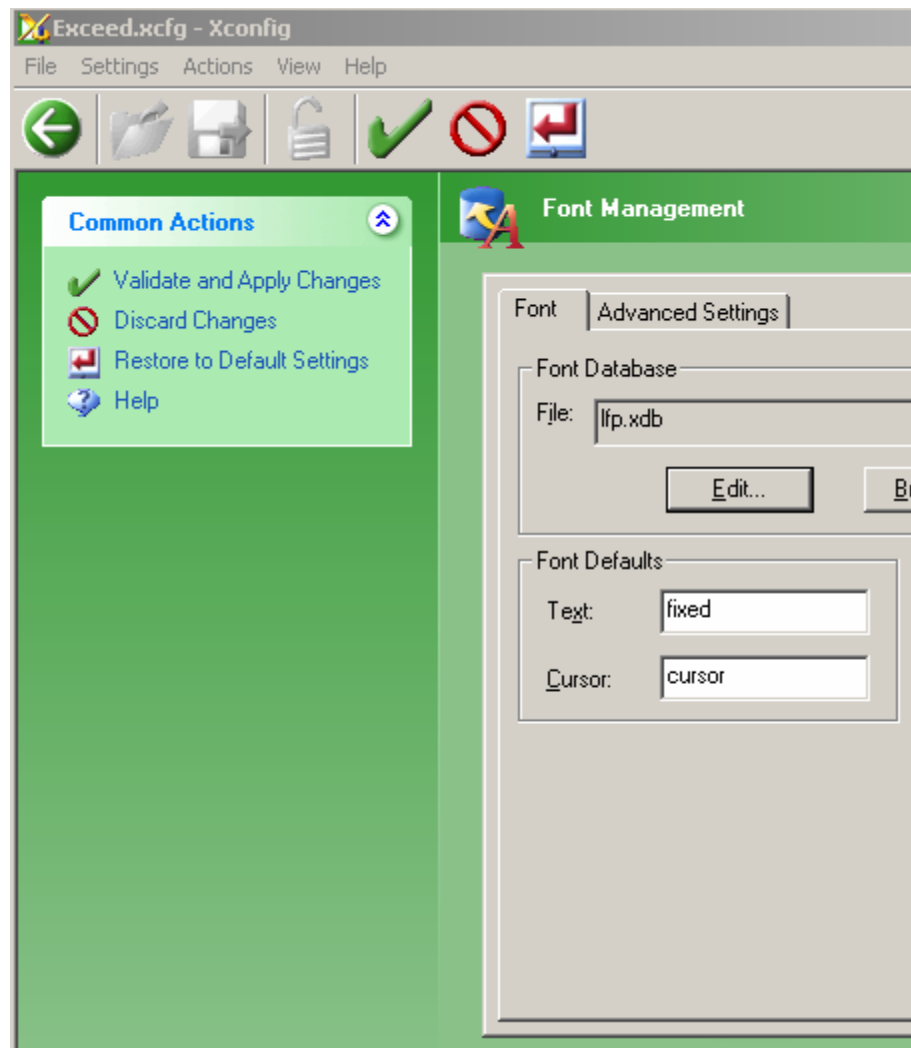 Exceed.xcfg - Xconfig
File Settings Actions View Help
Common Actions
Validate and Apply Changes
Discard Changes
Restore to Default Settings
Help
Font Management
Font
Advanced Settings
Font Database
File:
lfp.xdb
Edit...
Font Defaults
Text:
fixed
Cursor:
cursor